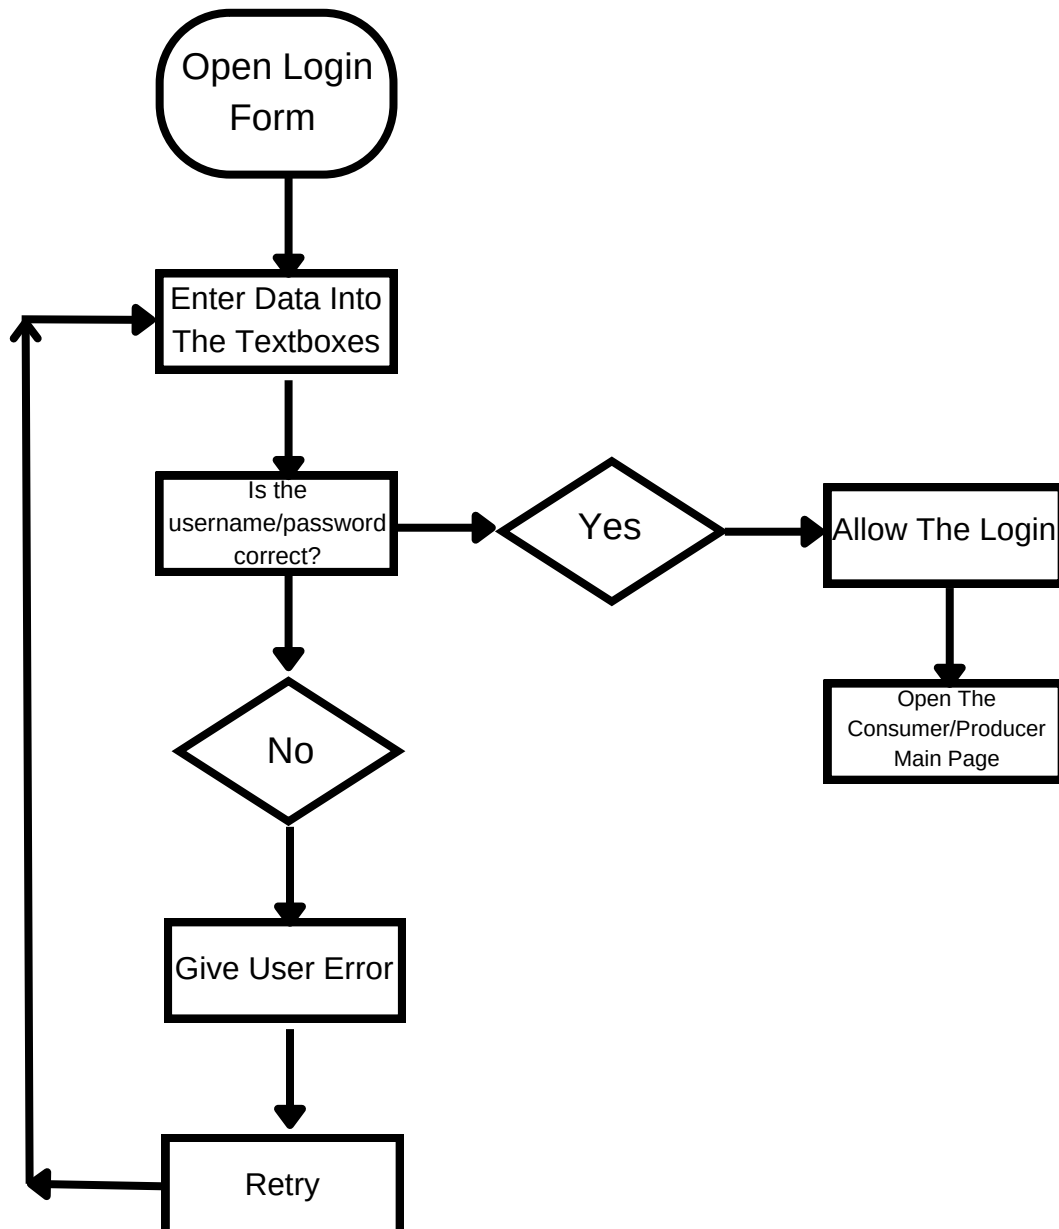 Open Login
Form
Enter Data Into
The Textboxes
Is the
username/password
correct?
Yes
Allow The Login
Open The
Consumer/Producer
Main Page
No
Give User Error
Retry